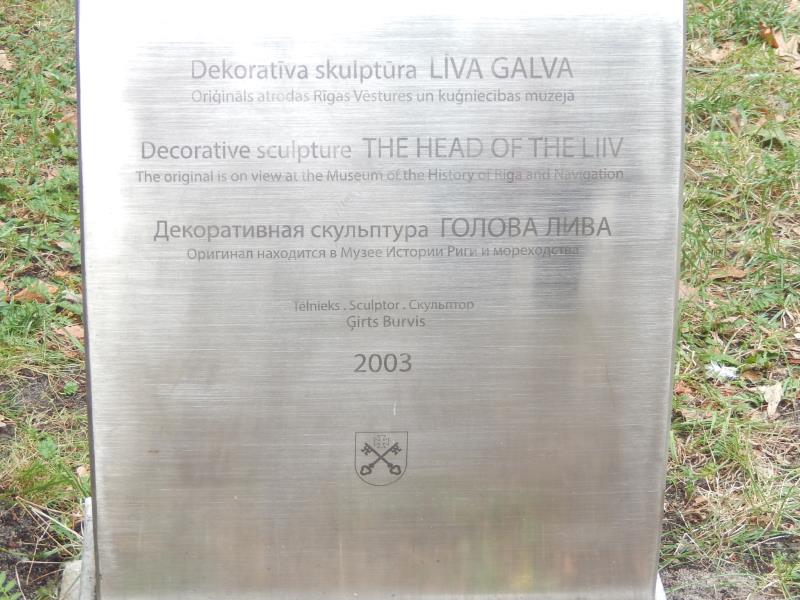 Dekoratīva skulptūra LĪVA GALVA
Oriģināls atrodas Rīgas Vēstures un kuģniecības muzejā
Decorative sculpture THE HEAD OF THE LIIV
The original is on view at the Museum of the History of Riga and Navigation
Декоративная скульптура ГОЛОВА ЛИВА
Оригинал находится в Музее Истории Риги и мореходства
Tēlnieks . Sculptor . Скульптор
Ģirts Burvis
2003